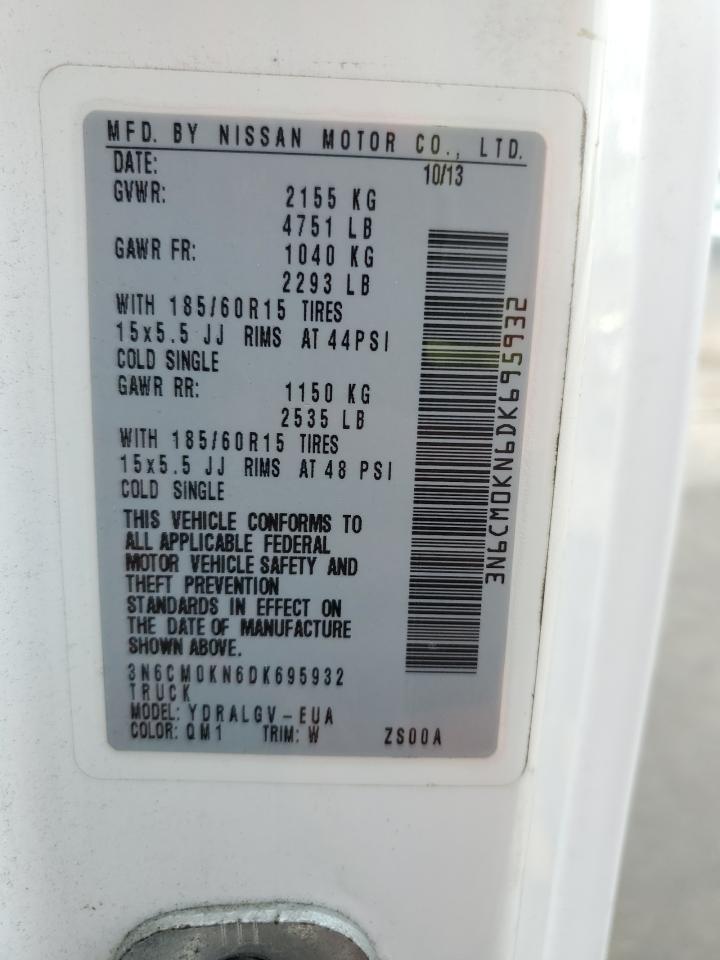 MFD. BY NISSAN MOTOR CO., LTD.
DATE: 10/13
GVWR: 2155 KG
4751 LB
GAWR FR: 1040 KG
2293 LB
WITH 185/60R15 TIRES
15x5.5 JJ RIMS AT 44PSI
COLD SINGLE
GAWR RR: 1150 KG
2535 LB
WITH 185/60R15 TIRES
15x5.5 JJ RIMS AT 48 PSI
COLD SINGLE
THIS VEHICLE CONFORMS TO
ALL APPLICABLE FEDERAL
MOTOR VEHICLE SAFETY AND
THEFT PREVENTION
STANDARDS IN EFFECT ON
THE DATE OF MANUFACTURE
SHOWN ABOVE.
3N6CM0KN6DK695932
TRUCK
MODEL: YDRALGV-EUA
COLOR: QM1 TRIM: W ZS00A
3N6CM0KN6DK695932